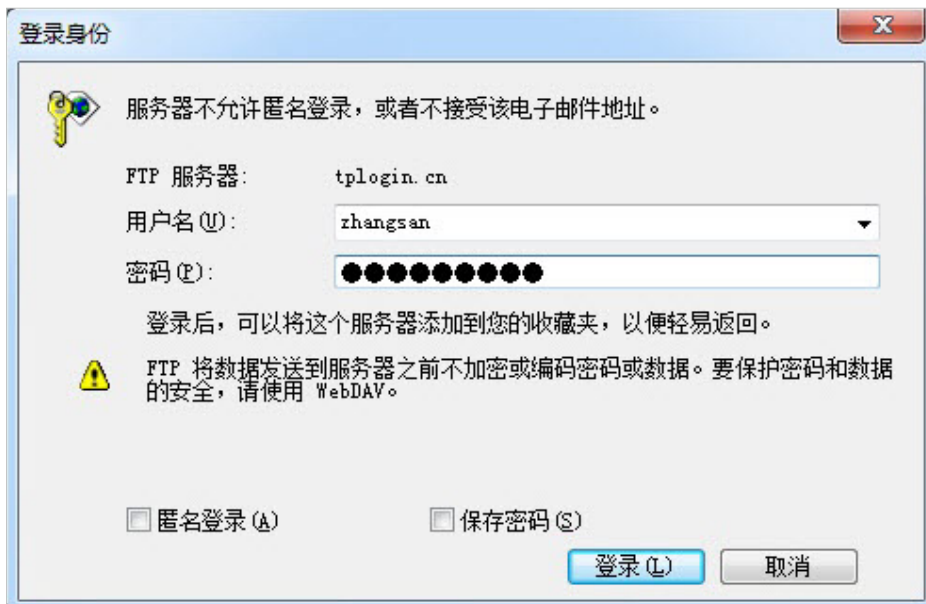 登录身份
服务器不允许匿名登录，或者不接受该电子邮件地址。
FTP 服务器: tplogin.cn
用户名(U): zhangsan
密码(P): ●●●●●●●●●
登录后，可以将这个服务器添加到您的收藏夹，以便轻易返回。
FTP 将数据发送到服务器之前不加密或编码密码或数据。要保护密码和数据
的安全，请使用 WebDAV。
匿名登录(A) 保存密码(S)
登录(L) 取消